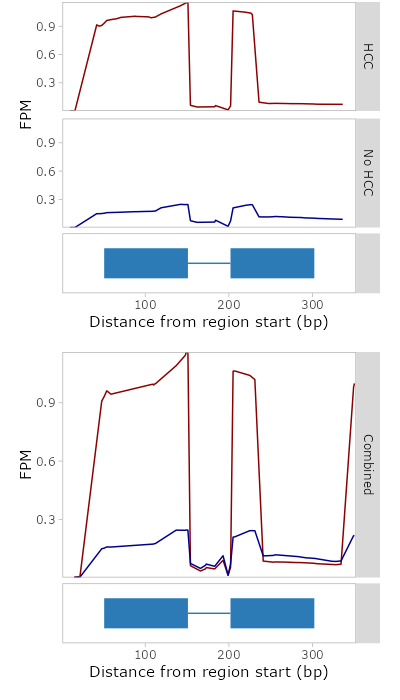 0.9
0.6
0.3
HCC
FPM
0.9
0.6
0.3
No HCC
100
200
300
Distance from region start (bp)
0.9
0.6
0.3
FPM
Combined
100
200
300
Distance from region start (bp)